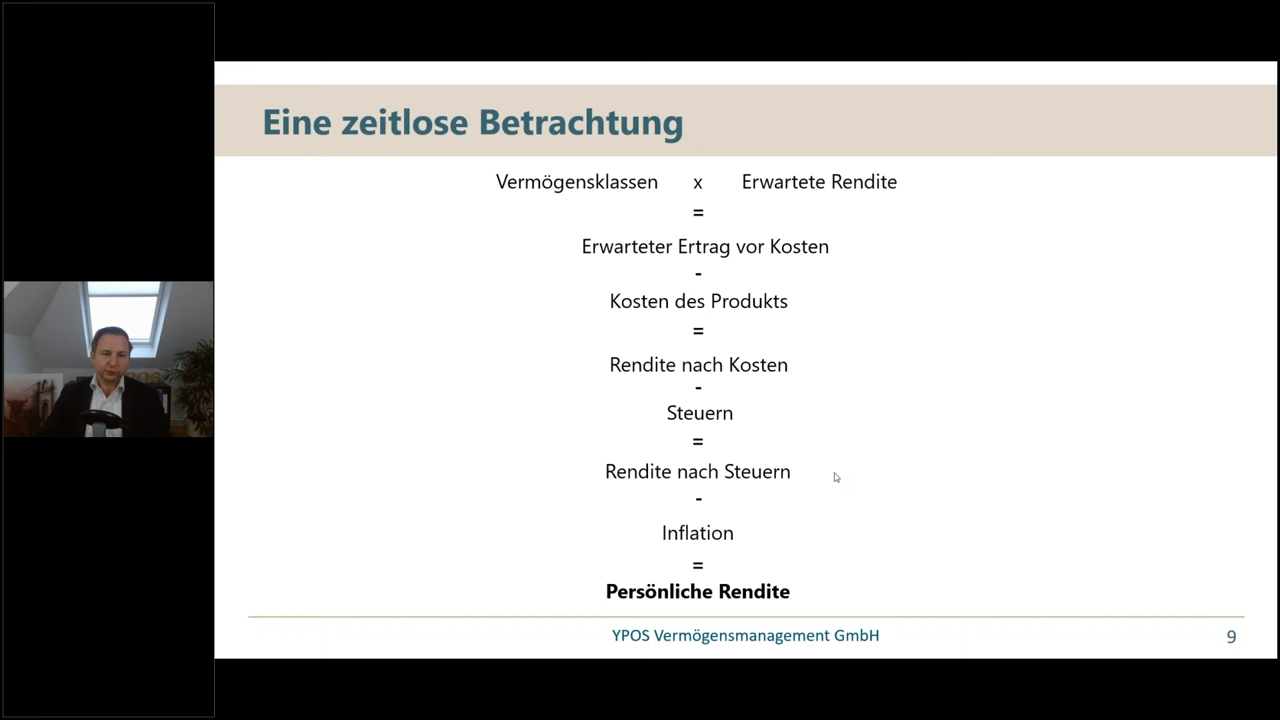 Eine zeitlose Betrachtung
Vermögensklassen x Erwartete Rendite
=
Erwarteter Ertrag vor Kosten
-
Kosten des Produkts
=
Rendite nach Kosten
-
Steuern
=
Rendite nach Steuern
-
Inflation
=
Persönliche Rendite
YPOS Vermögensmanagement GmbH 9